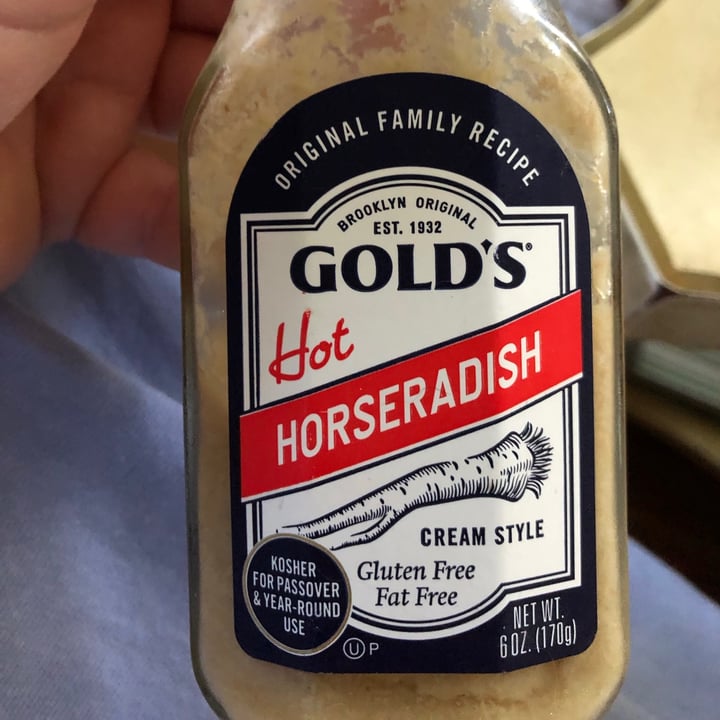 ORIGINAL FAMILY RECIPE
BROOKLYN ORIGINAL
EST. 1932
GOLD'S®
Hot
HORSERADISH
CREAM STYLE
Gluten Free
Fat Free
KOSHER
FOR PASSOVER
& YEAR-ROUND
USE
U P
NET WT.
6 OZ. (170g)